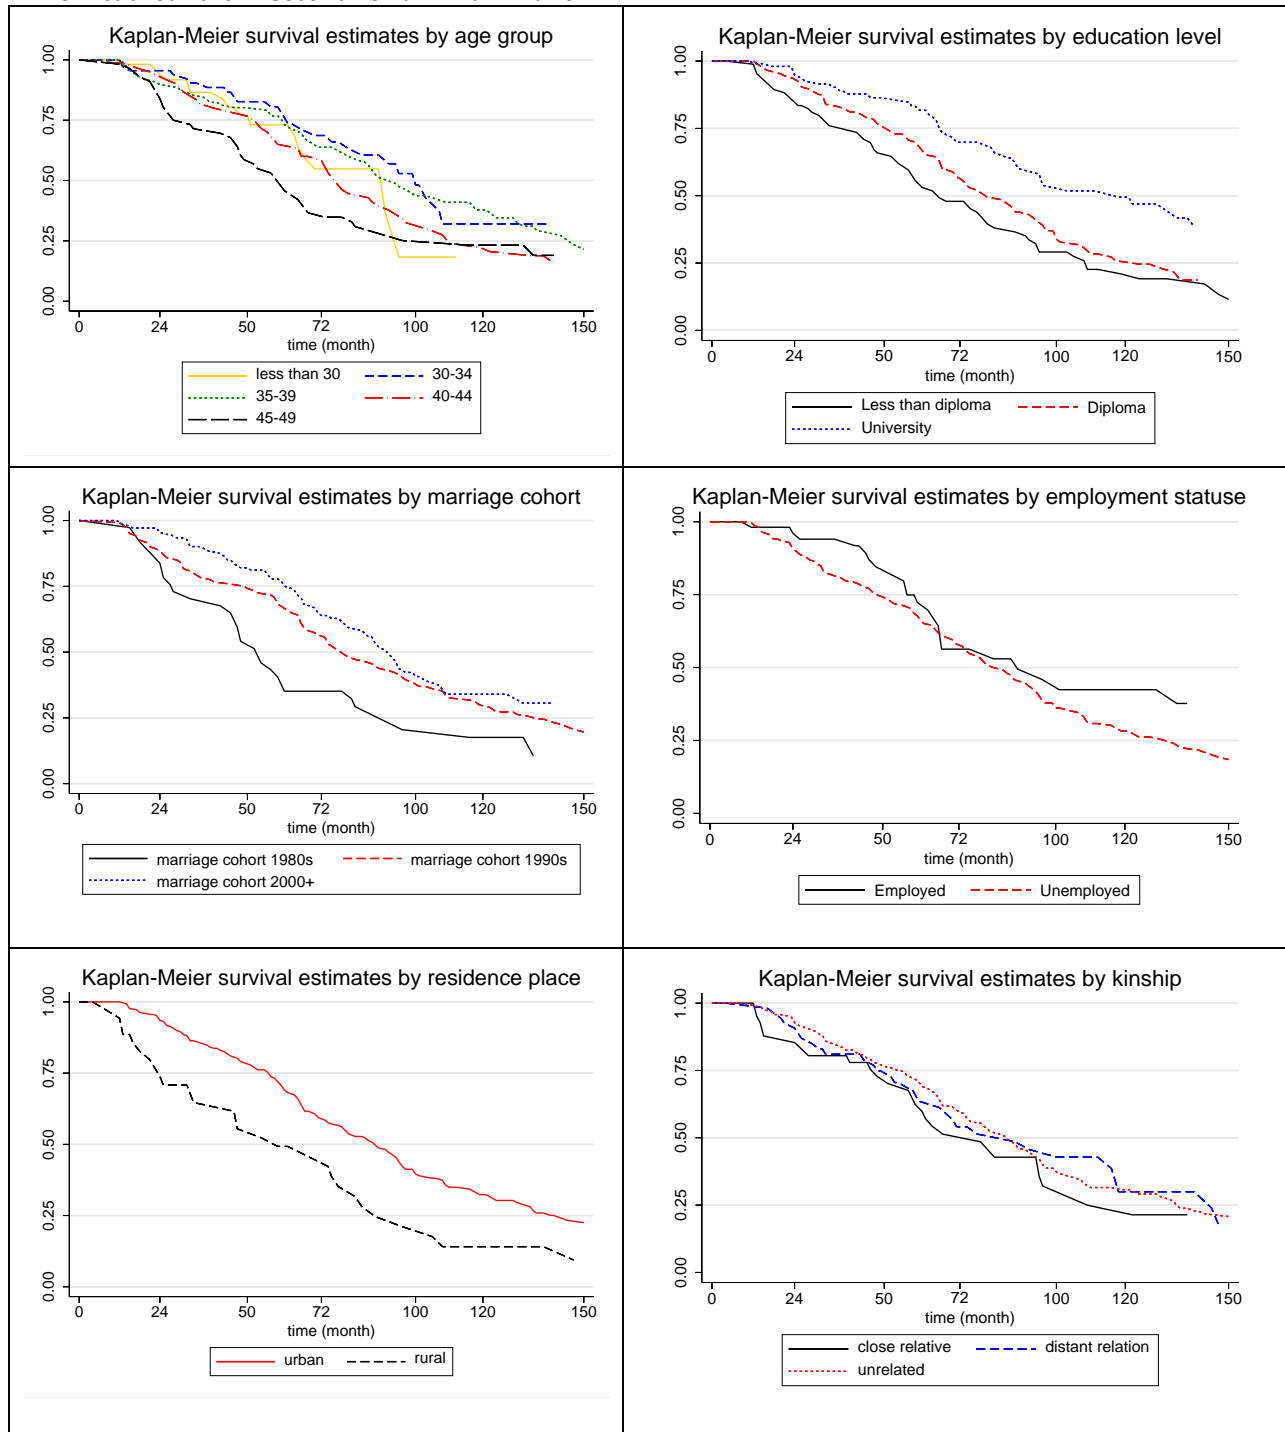 Kaplan-Meier survival estimates by age group
1.00
0.75
0.50
0.25
0.00
0 24 50 72 100 120 150
time (month)
less than 30 30-34
35-39 40-44
45-49
Kaplan-Meier survival estimates by education level
1.00
0.75
0.50
0.25
0.00
0 24 50 72 100 120 150
time (month)
Less than diploma Diploma
University
Kaplan-Meier survival estimates by marriage cohort
1.00
0.75
0.50
0.25
0.00
0 24 50 72 100 120 150
time (month)
marriage cohort 1980s marriage cohort 1990s
marriage cohort 2000+
Kaplan-Meier survival estimates by employment statuse
1.00
0.75
0.50
0.25
0.00
0 24 50 72 100 120 150
time (month)
Employed Unemployed
Kaplan-Meier survival estimates by residence place
1.00
0.75
0.50
0.25
0.00
0 24 50 72 100 120 150
time (month)
urban rural
Kaplan-Meier survival estimates by kinship
1.00
0.75
0.50
0.25
0.00
0 24 50 72 100 120 150
time (month)
close relative distant relation
unrelated